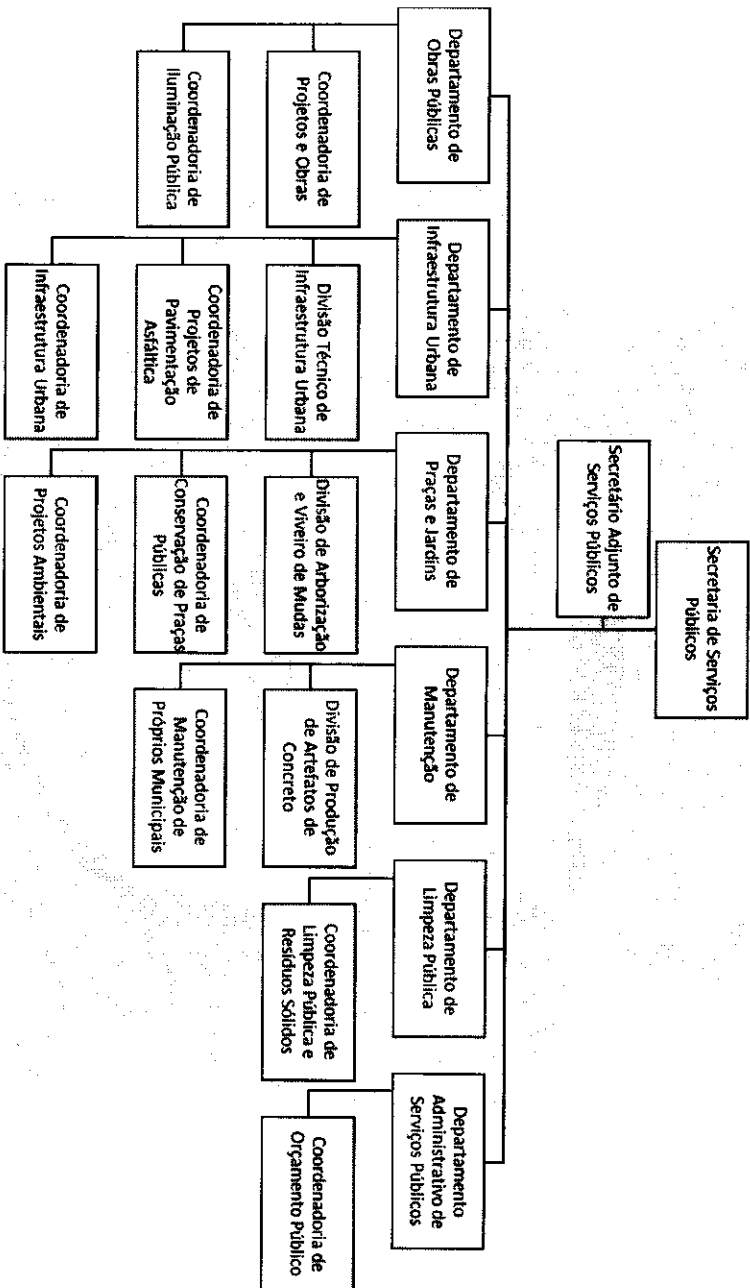 Secretaria de Serviços
Públicos
Secretário Adjunto de
Serviços Públicos
Departamento de
Obras Públicas
Coordenadoria de
Projetos e Obras
Coordenadoria de
Iluminação Pública
Departamento de
Infraestrutura Urbana
Divisão Técnico de
Infraestrutura Urbana
Coordenadoria de
Projetos de
Pavimentação
Asfáltica
Coordenadoria de
Infraestrutura Urbana
Departamento de
Praças e Jardins
Divisão de Arborização
e Viveiro de Mudas
Coordenadoria de
Conservação de Praças
Públicas
Coordenadoria de
Projetos Ambientais
Departamento de
Manutenção
Divisão de Produção
de Artefatos de
Concreto
Coordenadoria de
Manutenção de
Próprios Municipais
Departamento de
Limpeza Pública
Coordenadoria de
Limpeza Pública e
Resíduos Sólidos
Departamento
Administrativo de
Serviços Públicos
Coordenadoria de
Orçamento Público